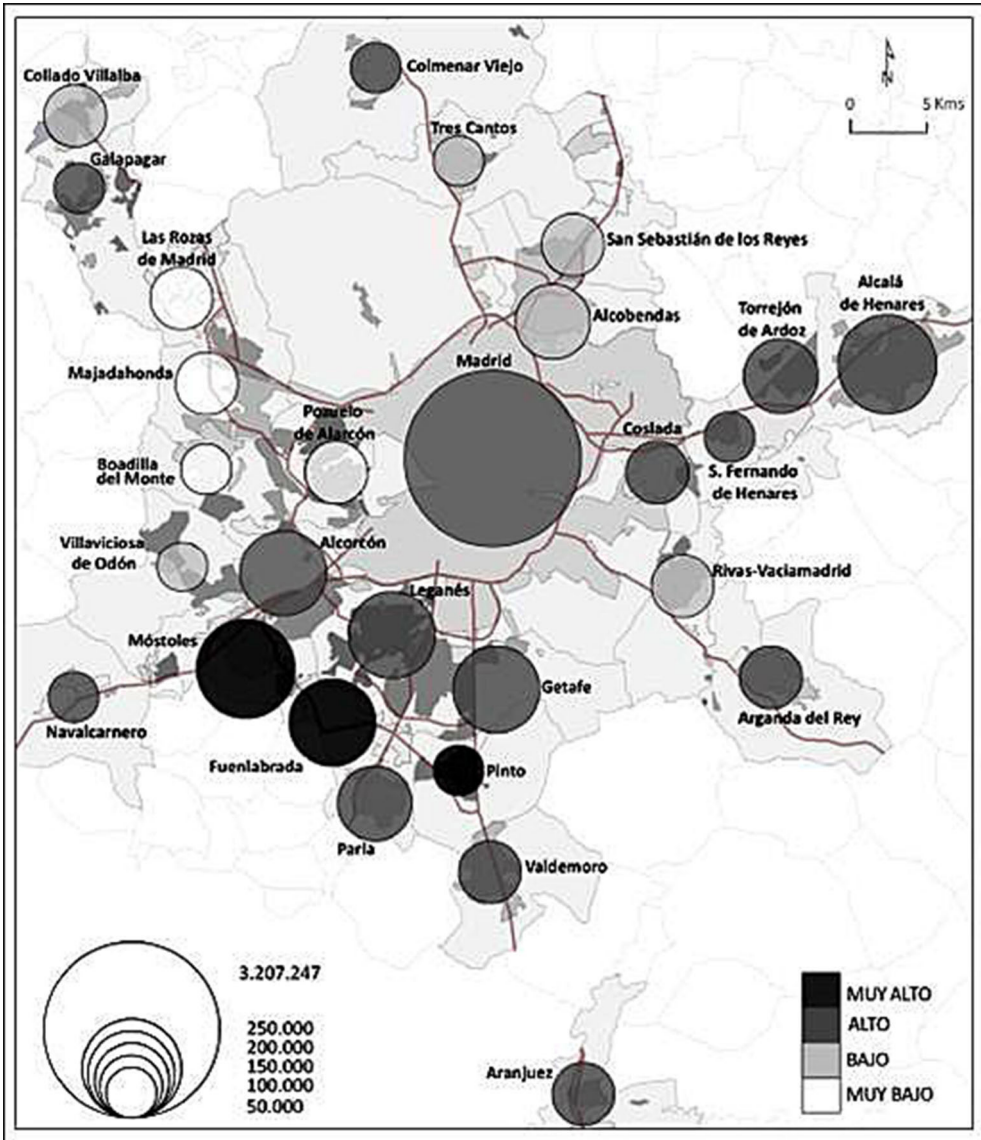 Colmenar Viejo
Collado Villalba
N
0 5 Kms
Tres Cantos
Galapagar
Las Rozas
de Madrid
San Sebastián de los Reyes
Alcalá
de Henares
Torrejón
de Ardoz
Alcobendas
Madrid
Majadahonda
Pozuelo
de Alarcón
Coslada
Boadilla
del Monte
S. Fernando
de Henares
Villaviciosa
de Odón
Alcorcón
Rivas-Vaciamadrid
Leganés
Móstoles
Getafe
Navalcarnero
Arganda del Rey
Fuenlabrada
Pinto
Parla
Valdemoro
3.207.247
250.000
200.000
150.000
100.000
50.000
MUY ALTO
ALTO
BAJO
MUY BAJO
Aranjuez